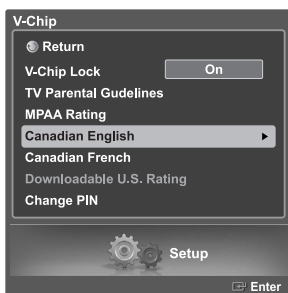 V-Chip
Return
V-Chip Lock On
TV Parental Gudelines
MPAA Rating
Canadian English
Canadian French
Downloadable U.S. Rating
Change PIN
Setup
Enter